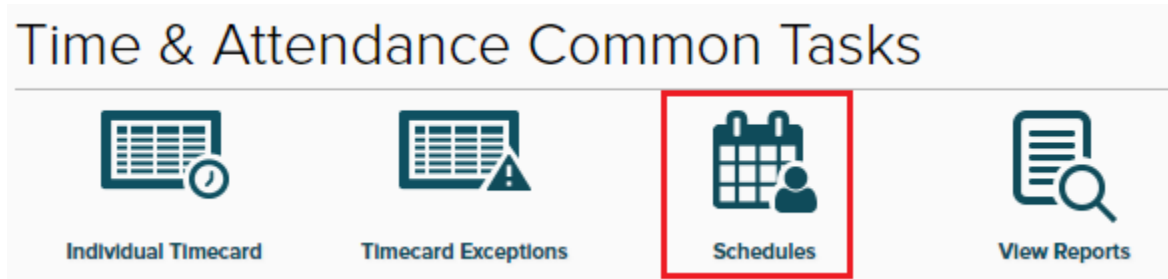 Time & Attendance Common Tasks
Individual Timecard
Timecard Exceptions
Schedules
View Reports